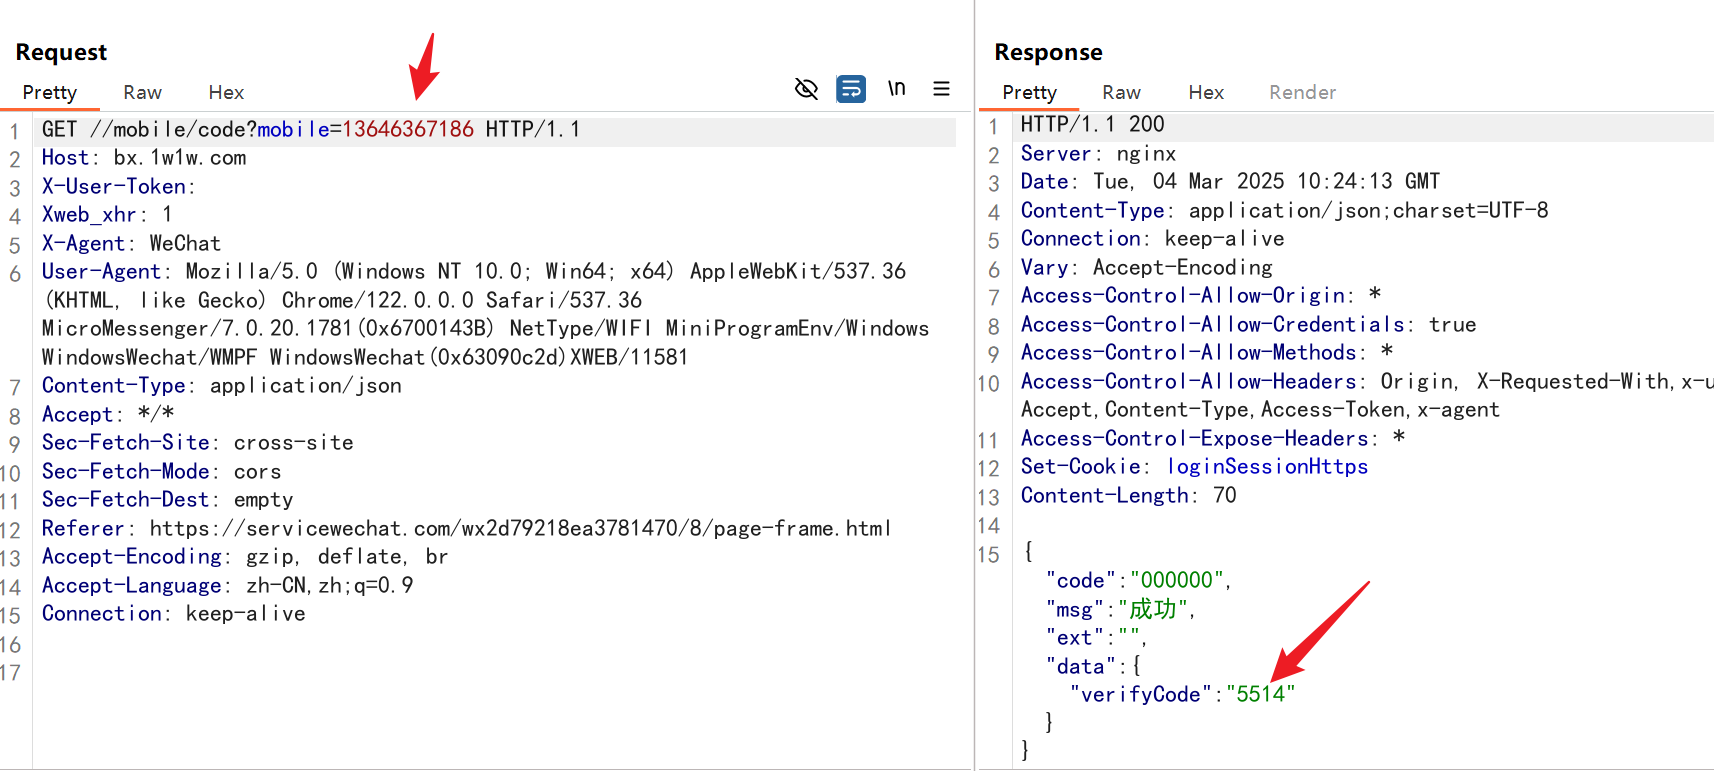 Request
Pretty Raw Hex \n
1 GET //mobile/code?mobile=13646367186 HTTP/1.1
2 Host: bx.1w1w.com
3 X-User-Token:
4 Xweb_xhr: 1
5 X-Agent: WeChat
6 User-Agent: Mozilla/5.0 (Windows NT 10.0; Win64; x64) AppleWebKit/537.36
(KHTML, like Gecko) Chrome/122.0.0.0 Safari/537.36
MicroMessenger/7.0.20.1781(0x6700143B) NetType/WIFI MiniProgramEnv/Windows
WindowsWechat/WMPF WindowsWechat(0x63090c2d)XWEB/11581
7 Content-Type: application/json
8 Accept: */*
9 Sec-Fetch-Site: cross-site
10 Sec-Fetch-Mode: cors
11 Sec-Fetch-Dest: empty
12 Referer: https://servicewechat.com/wx2d79218ea3781470/8/page-frame.html
13 Accept-Encoding: gzip, deflate, br
14 Accept-Language: zh-CN,zh;q=0.9
15 Connection: keep-alive
16
17
Response
Pretty Raw Hex Render
1 HTTP/1.1 200
2 Server: nginx
3 Date: Tue, 04 Mar 2025 10:24:13 GMT
4 Content-Type: application/json;charset=UTF-8
5 Connection: keep-alive
6 Vary: Accept-Encoding
7 Access-Control-Allow-Origin: *
8 Access-Control-Allow-Credentials: true
9 Access-Control-Allow-Methods: *
10 Access-Control-Allow-Headers: Origin, X-Requested-With,x-u
Accept,Content-Type,Access-Token,x-agent
11 Access-Control-Expose-Headers: *
12 Set-Cookie: loginSessionHttps
13 Content-Length: 70
14
15 {
"code":"000000",
"msg":"成功",
"ext":"",
"data":{
"verifyCode":"5514"
}
}